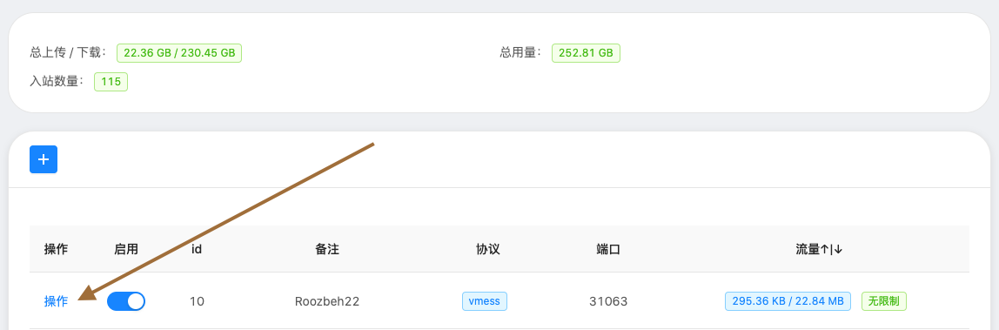 总上传 / 下载： 22.36 GB / 230.45 GB 总用量： 252.81 GB
入站数量： 115
+
操作 启用 id 备注 协议 端口 流量↑|↓
操作 10 Roozbeh22 vmess 31063 295.36 KB / 22.84 MB 无限制